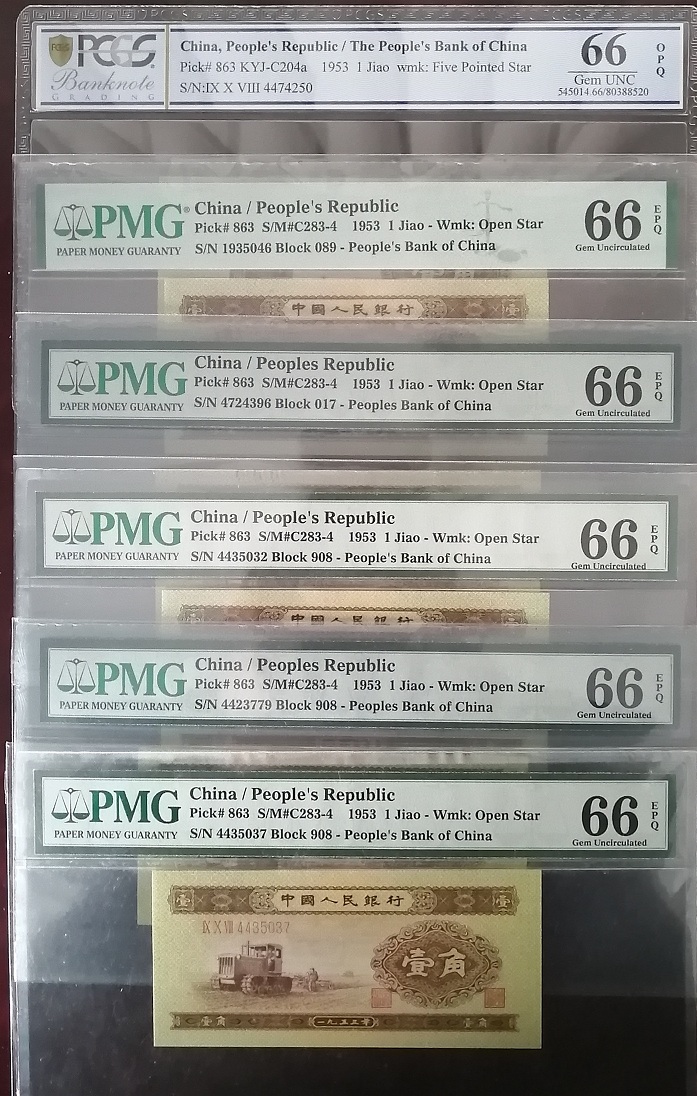 PCGS
Banknote
GRADING
China, People's Republic / The People's Bank of China
Pick# 863 KYJ-C204a 1953 1 Jiao wmk: Five Pointed Star
S/N:IX X VIII 4474250
66
Gem UNC
545014.66/80388520
OPQ
PMG®
PAPER MONEY GUARANTY
China / People's Republic
Pick# 863 S/M#C283-4 1953 1 Jiao - Wmk: Open Star
S/N 1935046 Block 089 - People's Bank of China
66
Gem Uncirculated
EPQ
壹 中國人民銀行 壹
PMG
PAPER MONEY GUARANTY
China / Peoples Republic
Pick# 863 S/M#C283-4 1953 1 Jiao - Wmk: Open Star
S/N 4724396 Block 017 - Peoples Bank of China
66
Gem Uncirculated
EPQ
PMG
PAPER MONEY GUARANTY
China / People's Republic
Pick# 863 S/M#C283-4 1953 1 Jiao - Wmk: Open Star
S/N 4435032 Block 908 - People's Bank of China
66
Gem Uncirculated
EPQ
中國人民銀行
PMG
PAPER MONEY GUARANTY
China / Peoples Republic
Pick# 863 S/M#C283-4 1953 1 Jiao - Wmk: Open Star
S/N 4423779 Block 908 - Peoples Bank of China
66
Gem Uncirculated
EPQ
PMG
PAPER MONEY GUARANTY
China / People's Republic
Pick# 863 S/M#C283-4 1953 1 Jiao - Wmk: Open Star
S/N 4435037 Block 908 - People's Bank of China
66
Gem Uncirculated
EPQ
壹 中國人民銀行 壹
IX X VIII 4435037
壹角
壹角 一九五三年 壹角